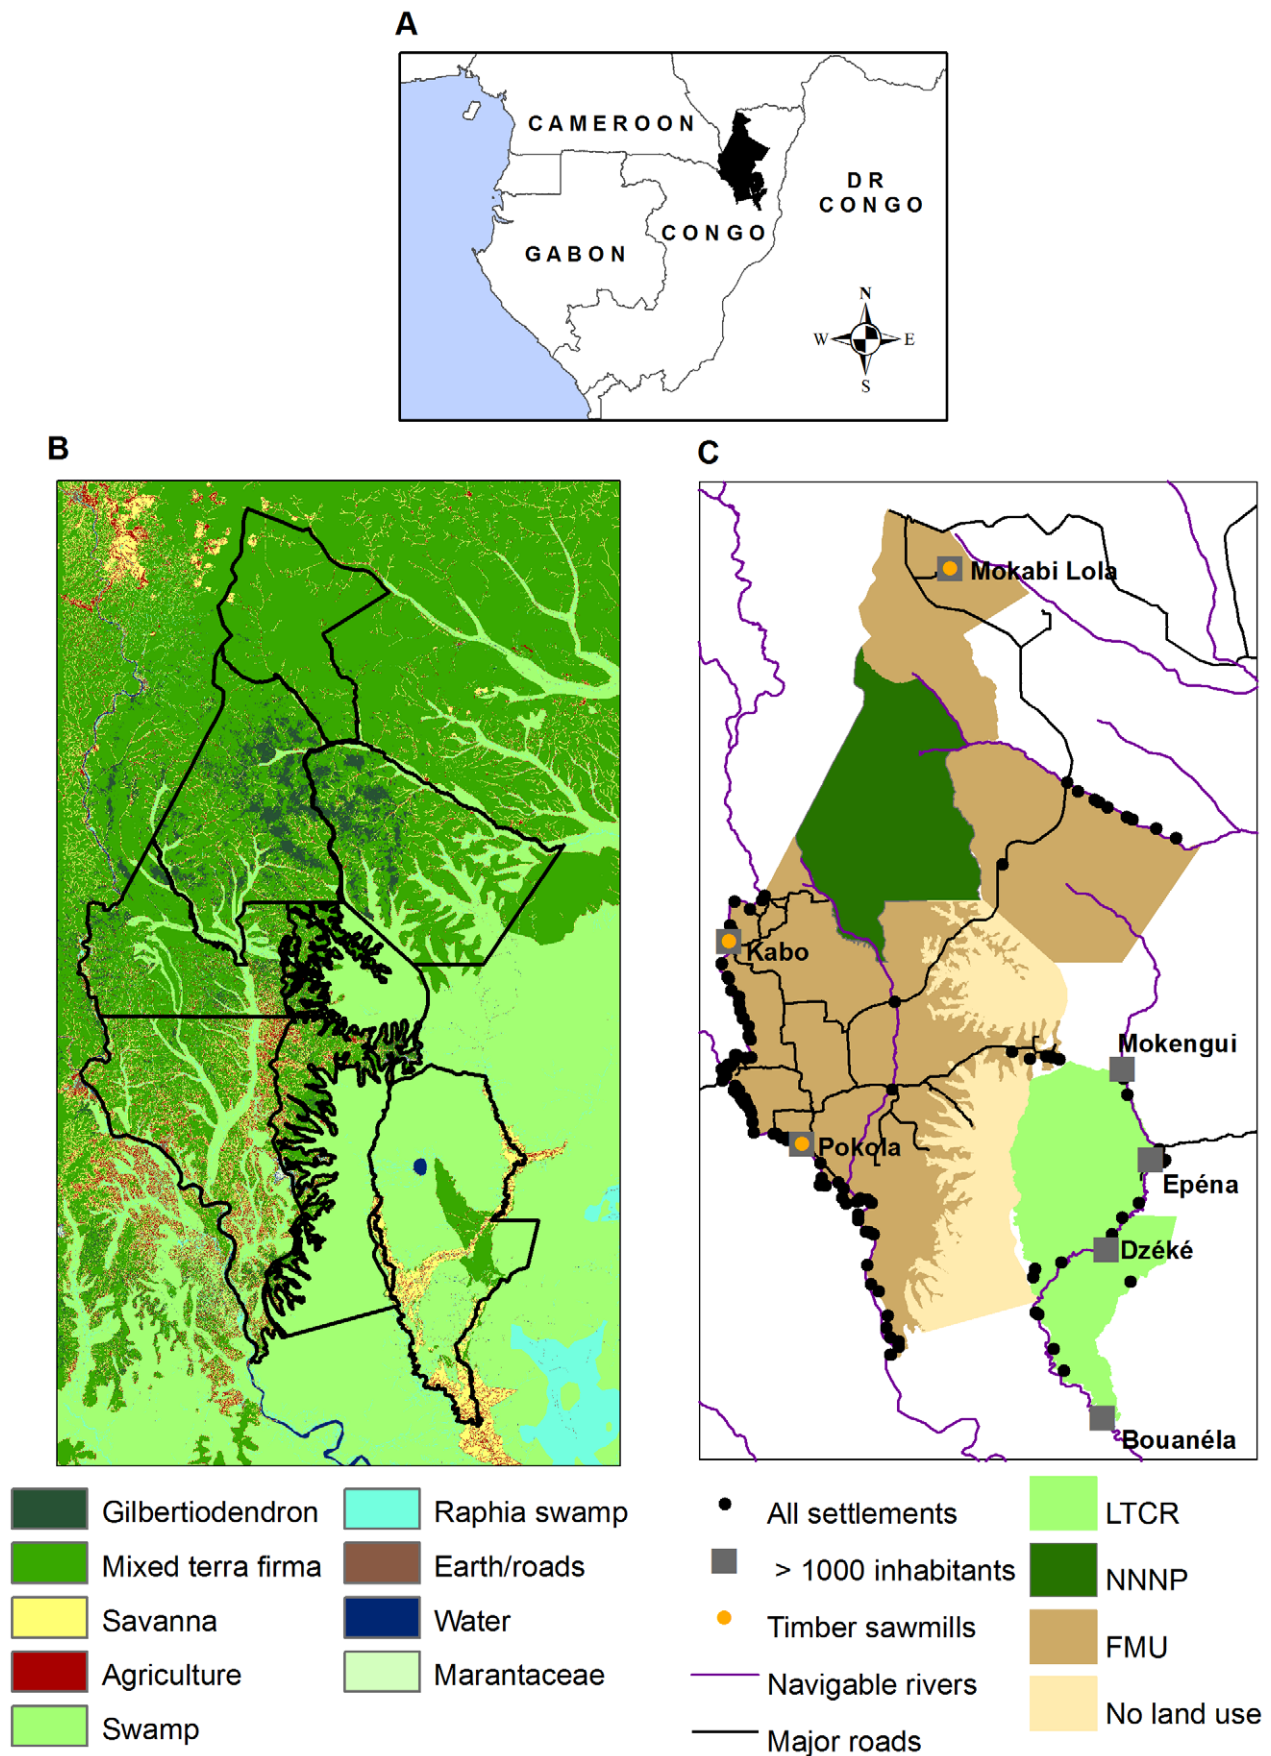 A
CAMEROON
DR
CONGO
CONGO
GABON
N
W E
S
B
C
Mokabi Lola
Kabo
Mokengui
Pokola
Epéna
Dzéké
Bouanéla
Gilbertiodendron
Mixed terra firma
Savanna
Agriculture
Swamp
Raphia swamp
Earth/roads
Water
Marantaceae
All settlements
> 1000 inhabitants
Timber sawmills
Navigable rivers
Major roads
LTCR
NNNP
FMU
No land use